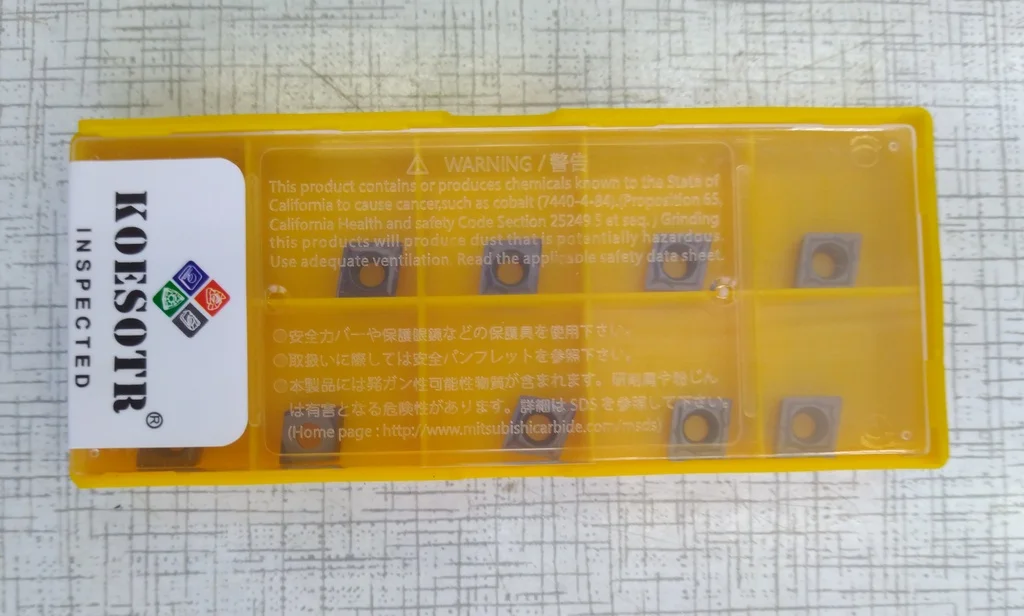 KOESOTR®
INSPECTED
⚠ WARNING / 警告
This product contains or produces chemicals known to the State of
California to cause cancer,such as cobalt (7440-4-84).(Proposition 65,
California Health and safety Code Section 25249.5 et seq. ) Grinding
this products will produre dust that is potentially hazardous.
Use adequate ventilation. Read the applicable safety data sheet.
◎安全カバーや保護眼鏡などの保護具を使用下さい。
◎取扱いに際しては安全パンフレットを参照下さい。
◎本製品には発ガン性可能性物質が含まれます。研削屑や粉じん
は有害となる危険性があります。詳細は SDS を参照して下さい。
(Home page : http://www.mitsubishicarbide.com/msds)